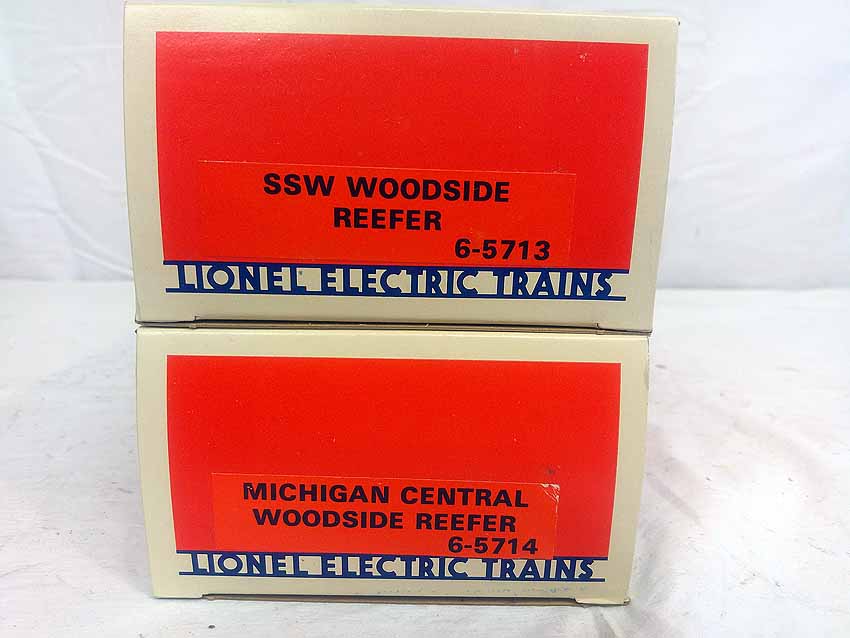 SSW WOODSIDE
REEFER
6-5713
LIONEL ELECTRIC TRAINS
MICHIGAN CENTRAL
WOODSIDE REEFER
6-5714
LIONEL ELECTRIC TRAINS